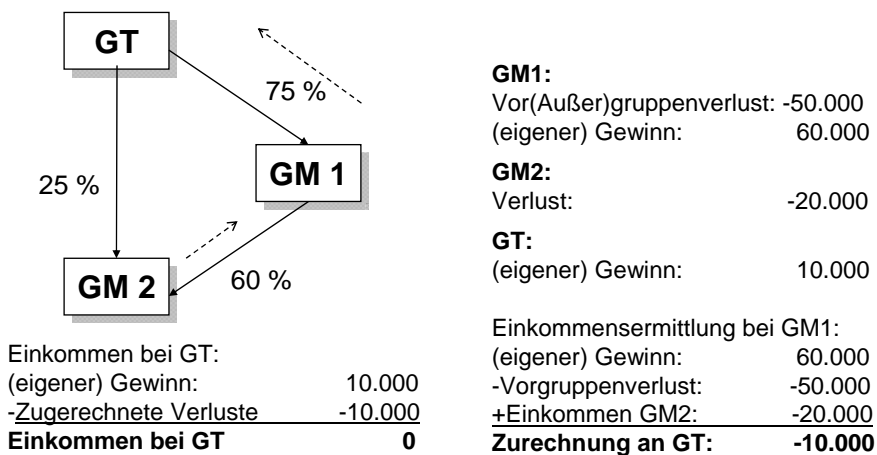 GT
75 %
GM 1
25 %
GM 2
60 %
Einkommen bei GT:
(eigener) Gewinn: 10.000
-Zugerechnete Verluste -10.000
Einkommen bei GT 0
GM1:
Vor(Außer)gruppenverlust: -50.000
(eigener) Gewinn: 60.000
GM2:
Verlust: -20.000
GT:
(eigener) Gewinn: 10.000
Einkommensermittlung bei GM1:
(eigener) Gewinn: 60.000
-Vorgruppenverlust: -50.000
+Einkommen GM2: -20.000
Zurechnung an GT: -10.000